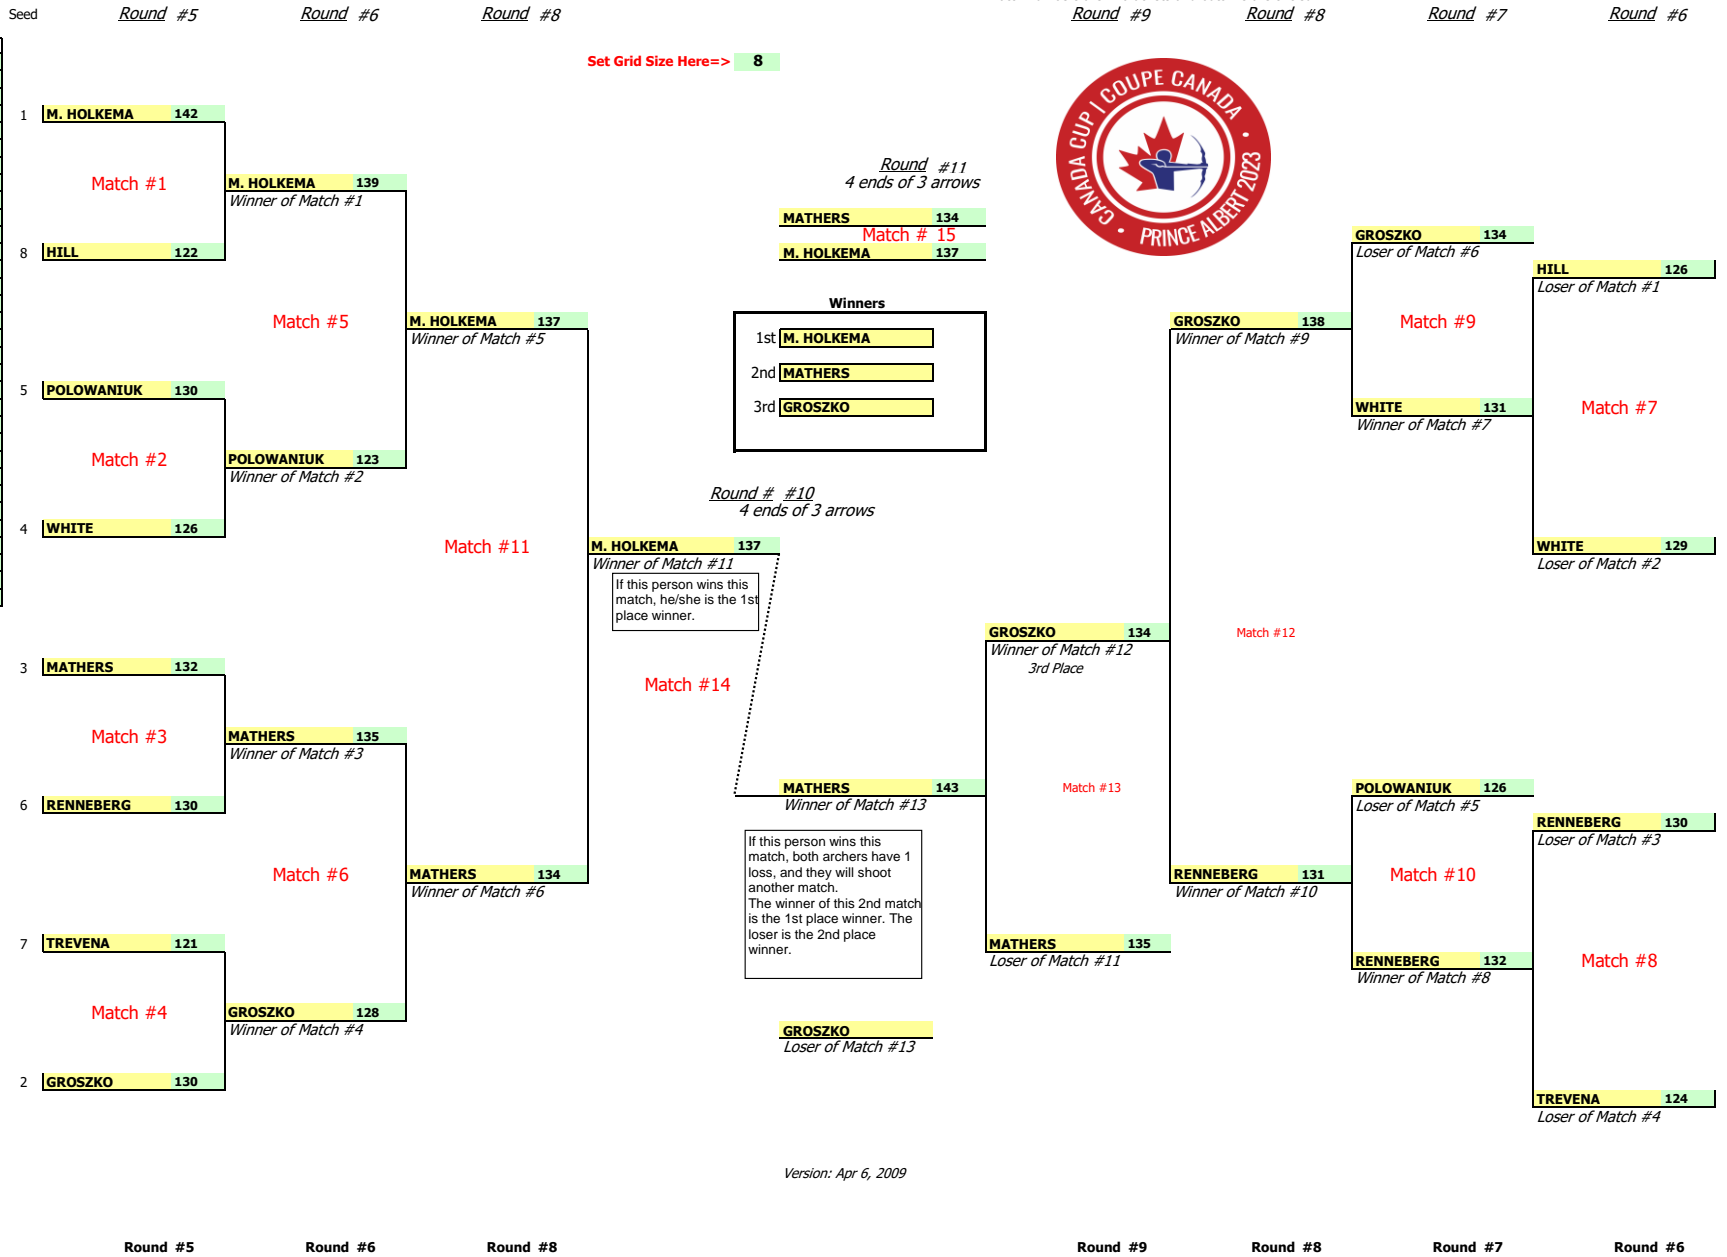 Seed Round #5 Round #6 Round #8 Round #9 Round #8 Round #7 Round #6
Set Grid Size Here=> 8
CANADA CUP | COUPE CANADA • PRINCE ALBERT 2023 •
1 M. HOLKEMA 142
Match #1
M. HOLKEMA 139
Winner of Match #1
8 HILL 122
Match #5
M. HOLKEMA 137
Winner of Match #5
5 POLOWANIUK 130
Match #2
POLOWANIUK 123
Winner of Match #2
4 WHITE 126
Match #11
M. HOLKEMA 137
Winner of Match #11
If this person wins this
match, he/she is the 1st
place winner.
3 MATHERS 132
Match #3
MATHERS 135
Winner of Match #3
6 RENNEBERG 130
Match #6
MATHERS 134
Winner of Match #6
7 TREVENA 121
Match #4
GROSZKO 128
Winner of Match #4
2 GROSZKO 130
Round #11
4 ends of 3 arrows
MATHERS 134
Match # 15
M. HOLKEMA 137
Winners
1st M. HOLKEMA
2nd MATHERS
3rd GROSZKO
Round # #10
4 ends of 3 arrows
Match #14
MATHERS 143
Winner of Match #13
If this person wins this
match, both archers have 1
loss, and they will shoot
another match.
The winner of this 2nd match
is the 1st place winner. The
loser is the 2nd place
winner.
GROSZKO
Loser of Match #13
GROSZKO 134
Winner of Match #12
3rd Place
Match #13
MATHERS 135
Loser of Match #11
GROSZKO 138
Winner of Match #9
Match #12
RENNEBERG 131
Winner of Match #10
GROSZKO 134
Loser of Match #6
Match #9
WHITE 131
Winner of Match #7
POLOWANIUK 126
Loser of Match #5
Match #10
RENNEBERG 132
Winner of Match #8
HILL 126
Loser of Match #1
Match #7
WHITE 129
Loser of Match #2
RENNEBERG 130
Loser of Match #3
Match #8
TREVENA 124
Loser of Match #4
Version: Apr 6, 2009
Round #5 Round #6 Round #8 Round #9 Round #8 Round #7 Round #6